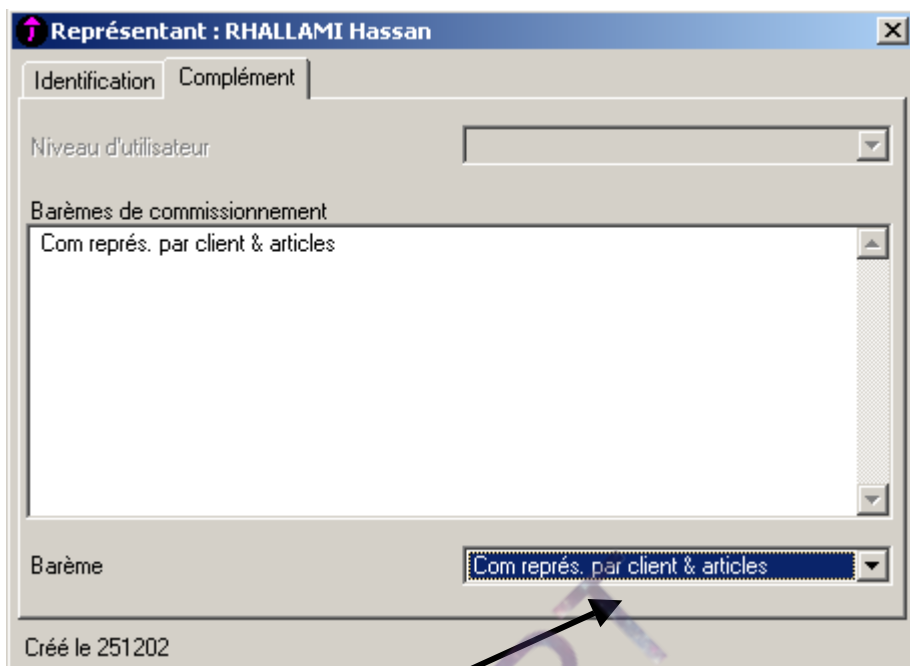 Représentant : RHALLAMI Hassan
Identification Complément
Niveau d'utilisateur
Barèmes de commissionnement
Com représ. par client & articles
Barème Com représ. par client & articles
Créé le 251202